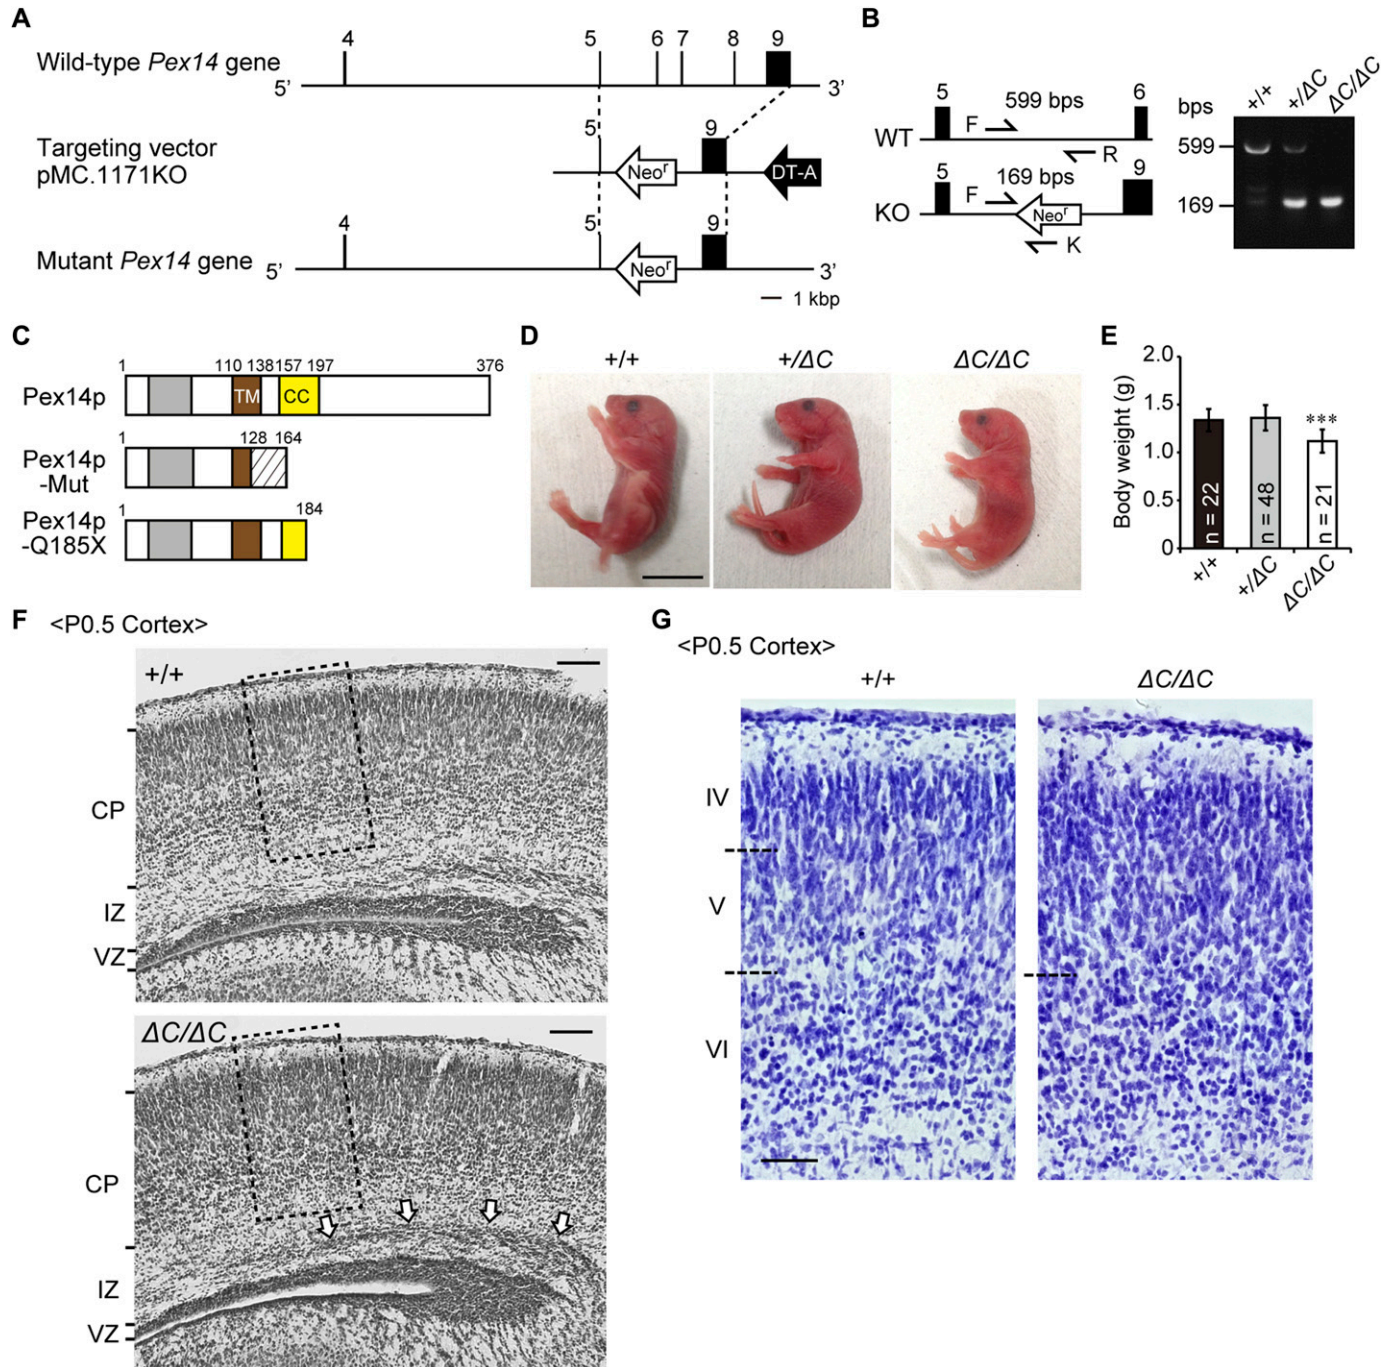 A
4 5 6 7 8 9
Wild-type Pex14 gene
5’ 3’
5 9
Targeting vector
pMC.1171KO
Neoʳ DT-A
4 5 9
Mutant Pex14 gene
5’ Neoʳ 3’
1 kbp
B
5 599 bps 6
F
WT
R
5 169 bps 9
F
KO
Neoʳ
K
bps +/+ +/ΔC ΔC/ΔC
599
169
C
1 110 138 157 197 376
Pex14p TM CC
1 128 164
Pex14p
-Mut
1 184
Pex14p
-Q185X
D
+/+ +/ΔC ΔC/ΔC
E
Body weight (g)
2.0
1.5
1.0
0.5
0
***
n = 22 n = 48 n = 21
+/+ +/ΔC ΔC/ΔC
F <P0.5 Cortex>
+/+
CP
IZ
VZ
ΔC/ΔC
CP
IZ
VZ
G
<P0.5 Cortex>
+/+ ΔC/ΔC
IV
V
VI